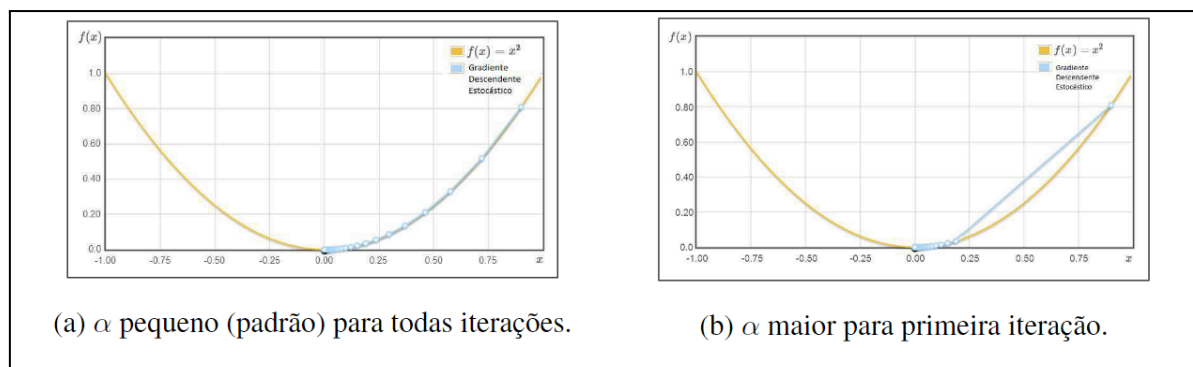 f(x)
f(x) = x²
Gradiente
Descendente
Estocástico
1.0
0.80
0.60
0.40
0.20
0.0
-1.00 -0.75 -0.50 -0.25 0.00 0.25 0.50 0.75 x
(a) α pequeno (padrão) para todas iterações.
f(x)
f(x) = x²
Gradiente
Descendente
Estocástico
1.0
0.80
0.60
0.40
0.20
0.0
-1.00 -0.75 -0.50 -0.25 0.00 0.25 0.50 0.75 x
(b) α maior para primeira iteração.